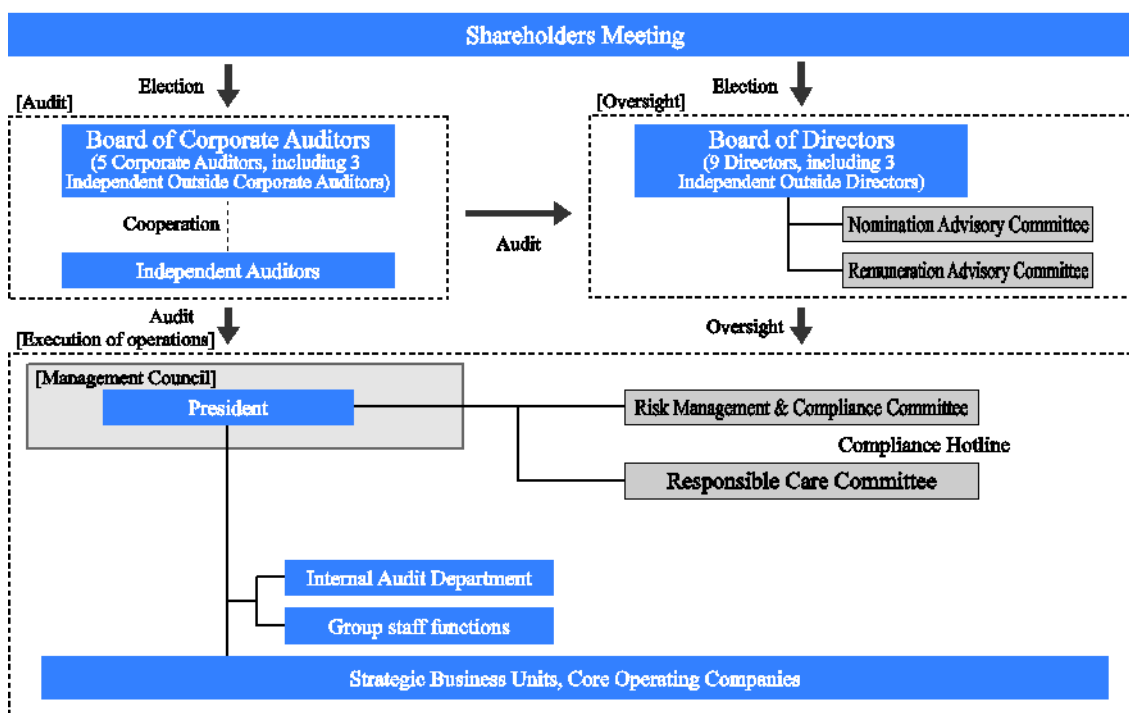 Shareholders Meeting
Election
Election
[Audit]
[Oversight]
Board of Corporate Auditors
(5 Corporate Auditors, including 3
Independent Outside Corporate Auditors)
Board of Directors
(9 Directors, including 3
Independent Outside Directors)
Cooperation
Audit
Nomination Advisory Committee
Independent Auditors
Remuneration Advisory Committee
Audit
Oversight
[Execution of operations]
[Management Council]
President
Risk Management & Compliance Committee
Compliance Hotline
Responsible Care Committee
Internal Audit Department
Group staff functions
Strategic Business Units, Core Operating Companies